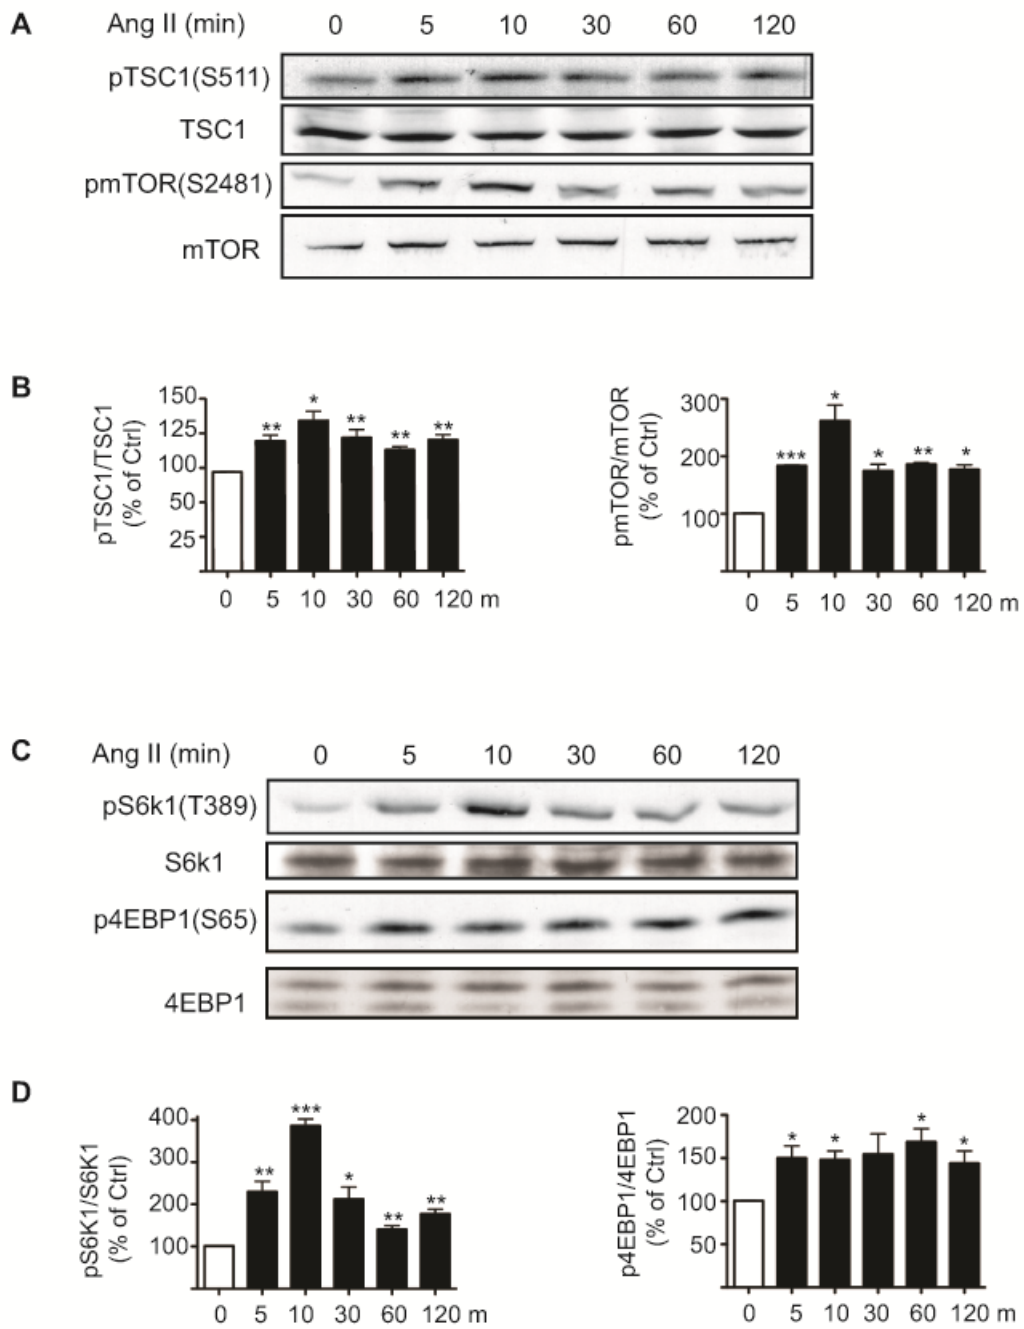 A
Ang II (min) 0 5 10 30 60 120
pTSC1(S511)
TSC1
pmTOR(S2481)
mTOR
B
pTSC1/TSC1
(% of Ctrl)
150
125
100
50
25
** * ** ** **
0 5 10 30 60 120 m
pmTOR/mTOR
(% of Ctrl)
300
200
100
*** * * ** *
0 5 10 30 60 120 m
C
Ang II (min) 0 5 10 30 60 120
pS6k1(T389)
S6k1
p4EBP1(S65)
4EBP1
D
pS6K1/S6K1
(% of Ctrl)
400
300
200
100
** *** * ** **
0 5 10 30 60 120 m
p4EBP1/4EBP1
(% of Ctrl)
200
150
100
50
* * * *
0 5 10 30 60 120 m